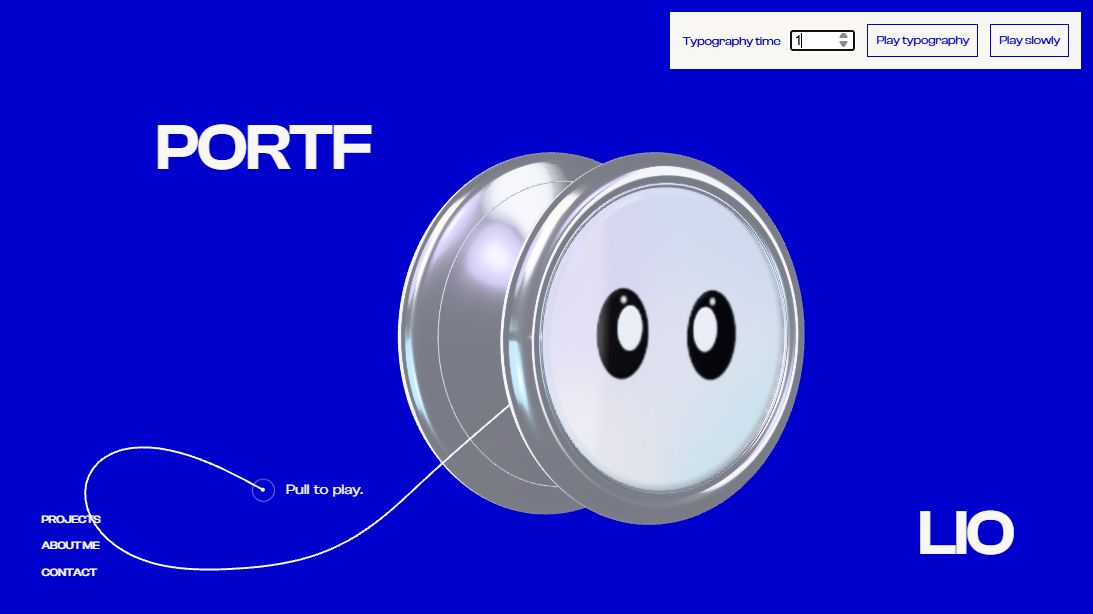 Typography time 1 Play typography Play slowly
PORTF
Pull to play.
LIO
PROJECTS
ABOUT ME
CONTACT